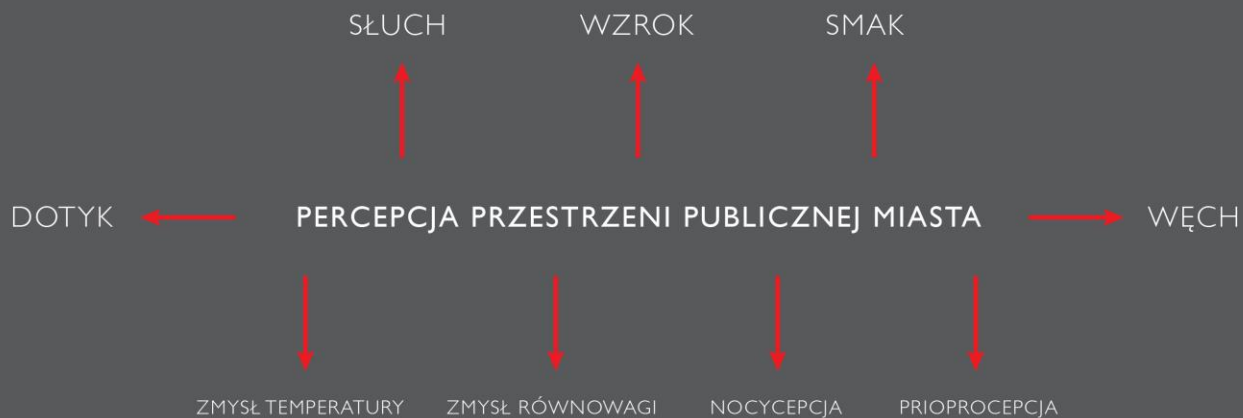 SŁUCH WZROK SMAK
DOTYK PERCEPCJA PRZESTRZENI PUBLICZNEJ MIASTA WĘCH
ZMYSŁ TEMPERATURY ZMYSŁ RÓWNOWAGI NOCYCEPCJA PRIOPROCEPCJA